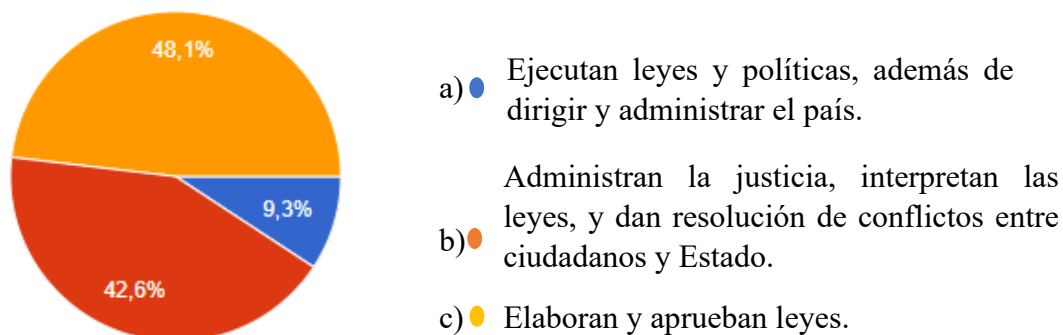 48,1%
9,3%
42,6%
a) Ejecutan leyes y políticas, además de
dirigir y administrar el país.
Administran la justicia, interpretan las
b) leyes, y dan resolución de conflictos entre
ciudadanos y Estado.
c) Elaboran y aprueban leyes.